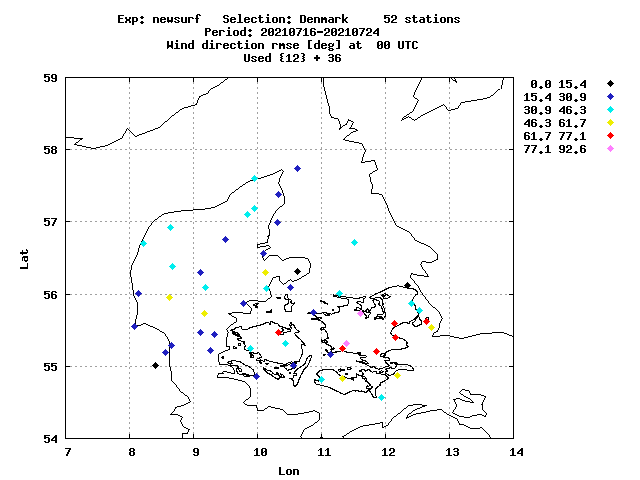 Exp: newsurf Selection: Denmark 52 stations
Period: 20210716-20210724
Wind direction rmse [deg] at 00 UTC
Used {12} + 36
0.0 15.4
15.4 30.9
30.9 46.3
46.3 61.7
61.7 77.1
77.1 92.6
59
58
57
56
55
54
Lat
7 8 9 10 11 12 13 14
Lon